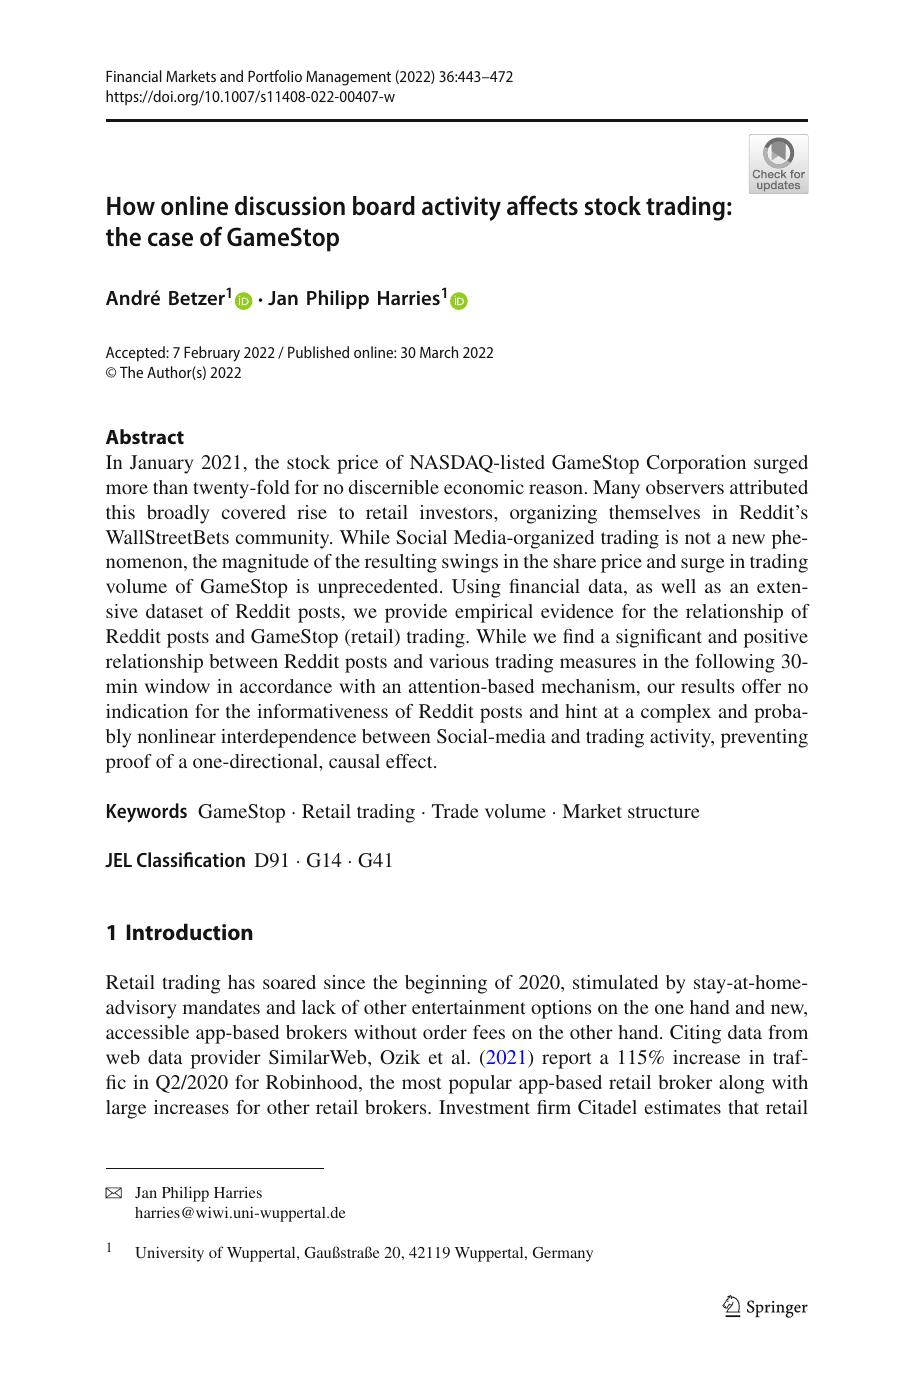 Financial Markets and Portfolio Management (2022) 36:443–472
https://doi.org/10.1007/s11408-022-00407-w
Check for
updates
How online discussion board activity affects stock trading:
the case of GameStop
André Betzer1 iD · Jan Philipp Harries1 iD
Accepted: 7 February 2022 / Published online: 30 March 2022
© The Author(s) 2022
Abstract
In January 2021, the stock price of NASDAQ-listed GameStop Corporation surged
more than twenty-fold for no discernible economic reason. Many observers attributed
this broadly covered rise to retail investors, organizing themselves in Reddit’s
WallStreetBets community. While Social Media-organized trading is not a new phe-
nomenon, the magnitude of the resulting swings in the share price and surge in trading
volume of GameStop is unprecedented. Using financial data, as well as an exten-
sive dataset of Reddit posts, we provide empirical evidence for the relationship of
Reddit posts and GameStop (retail) trading. While we find a significant and positive
relationship between Reddit posts and various trading measures in the following 30-
min window in accordance with an attention-based mechanism, our results offer no
indication for the informativeness of Reddit posts and hint at a complex and proba-
bly nonlinear interdependence between Social-media and trading activity, preventing
proof of a one-directional, causal effect.
Keywords GameStop · Retail trading · Trade volume · Market structure
JEL Classification D91 · G14 · G41
1 Introduction
Retail trading has soared since the beginning of 2020, stimulated by stay-at-home-
advisory mandates and lack of other entertainment options on the one hand and new,
accessible app-based brokers without order fees on the other hand. Citing data from
web data provider SimilarWeb, Ozik et al. (2021) report a 115% increase in traf-
fic in Q2/2020 for Robinhood, the most popular app-based retail broker along with
large increases for other retail brokers. Investment firm Citadel estimates that retail
Jan Philipp Harries
harries@wiwi.uni-wuppertal.de
1 University of Wuppertal, Gaußstraße 20, 42119 Wuppertal, Germany
Springer